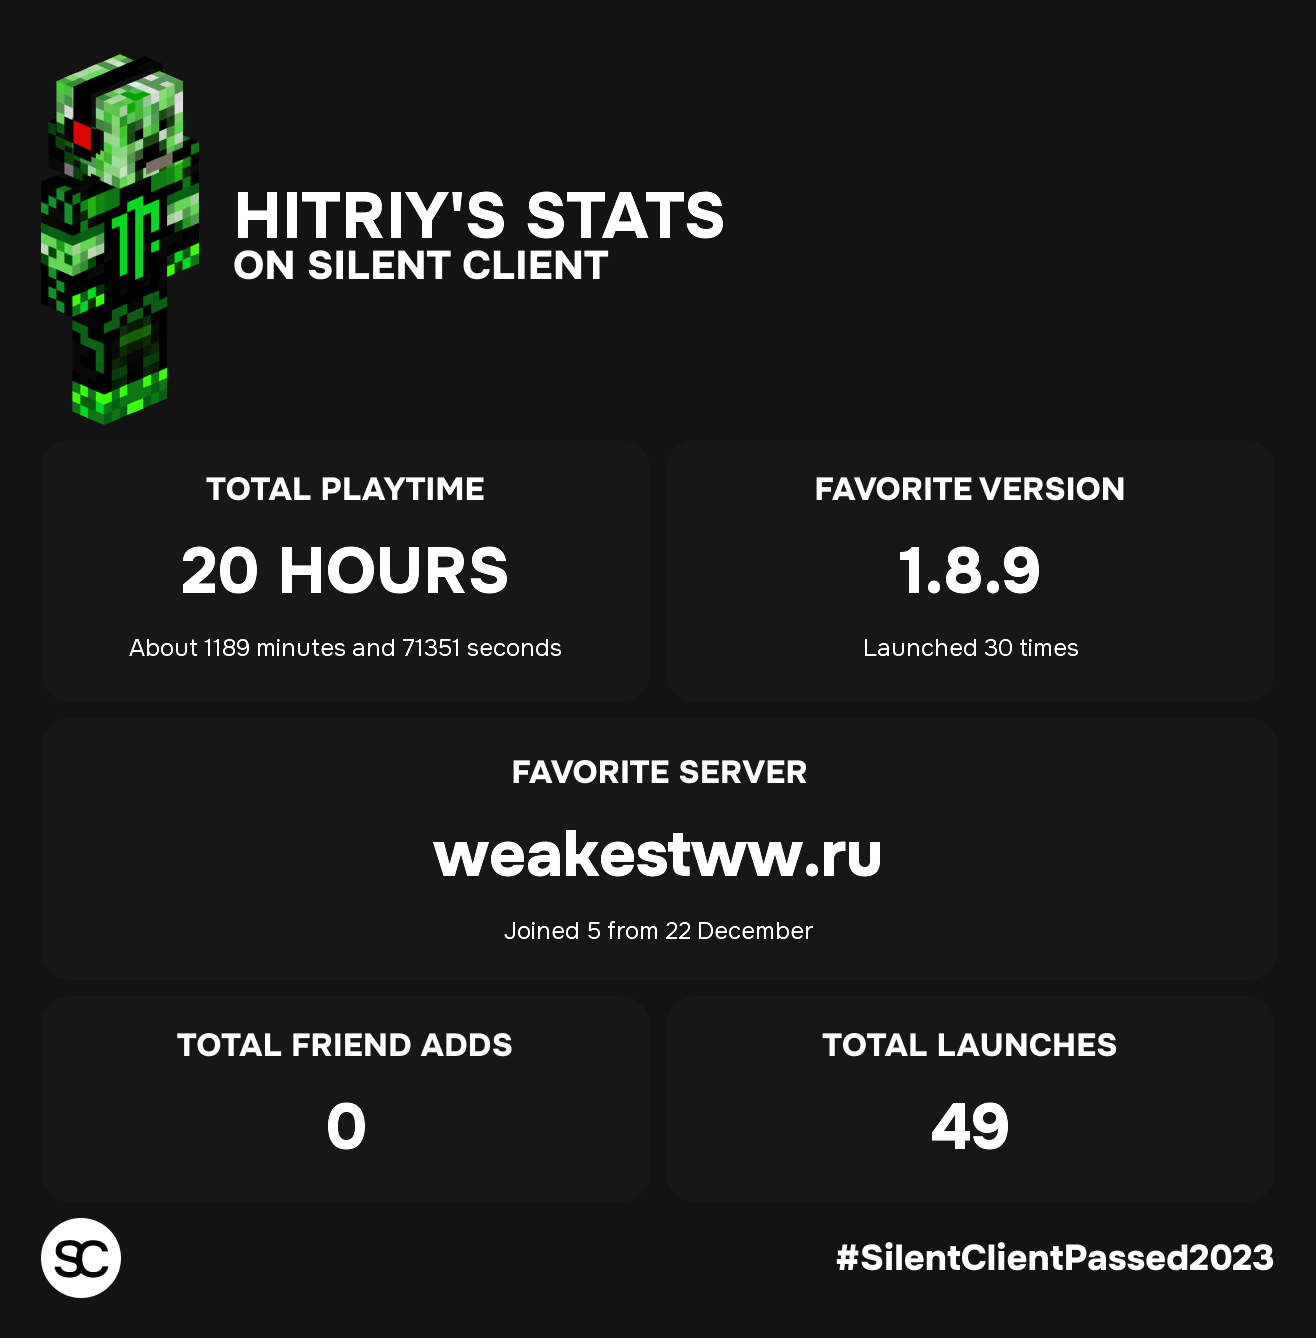 HITRIY'S STATS
ON SILENT CLIENT
TOTAL PLAYTIME
20 HOURS
About 1189 minutes and 71351 seconds
FAVORITE VERSION
1.8.9
Launched 30 times
FAVORITE SERVER
weakestww.ru
Joined 5 from 22 December
TOTAL FRIEND ADDS
0
TOTAL LAUNCHES
49
SC
#SilentClientPassed2023